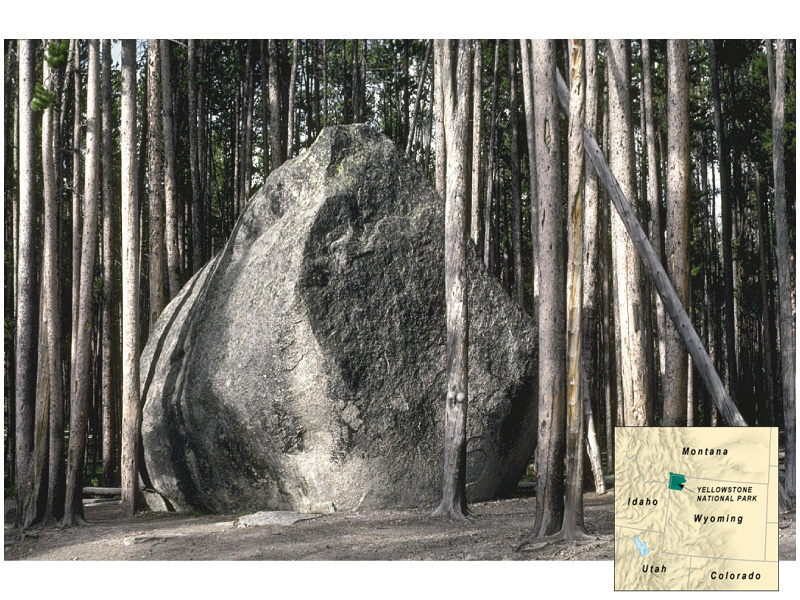 Montana
YELLOWSTONE
NATIONAL PARK
Idaho
Wyoming
Utah
Colorado